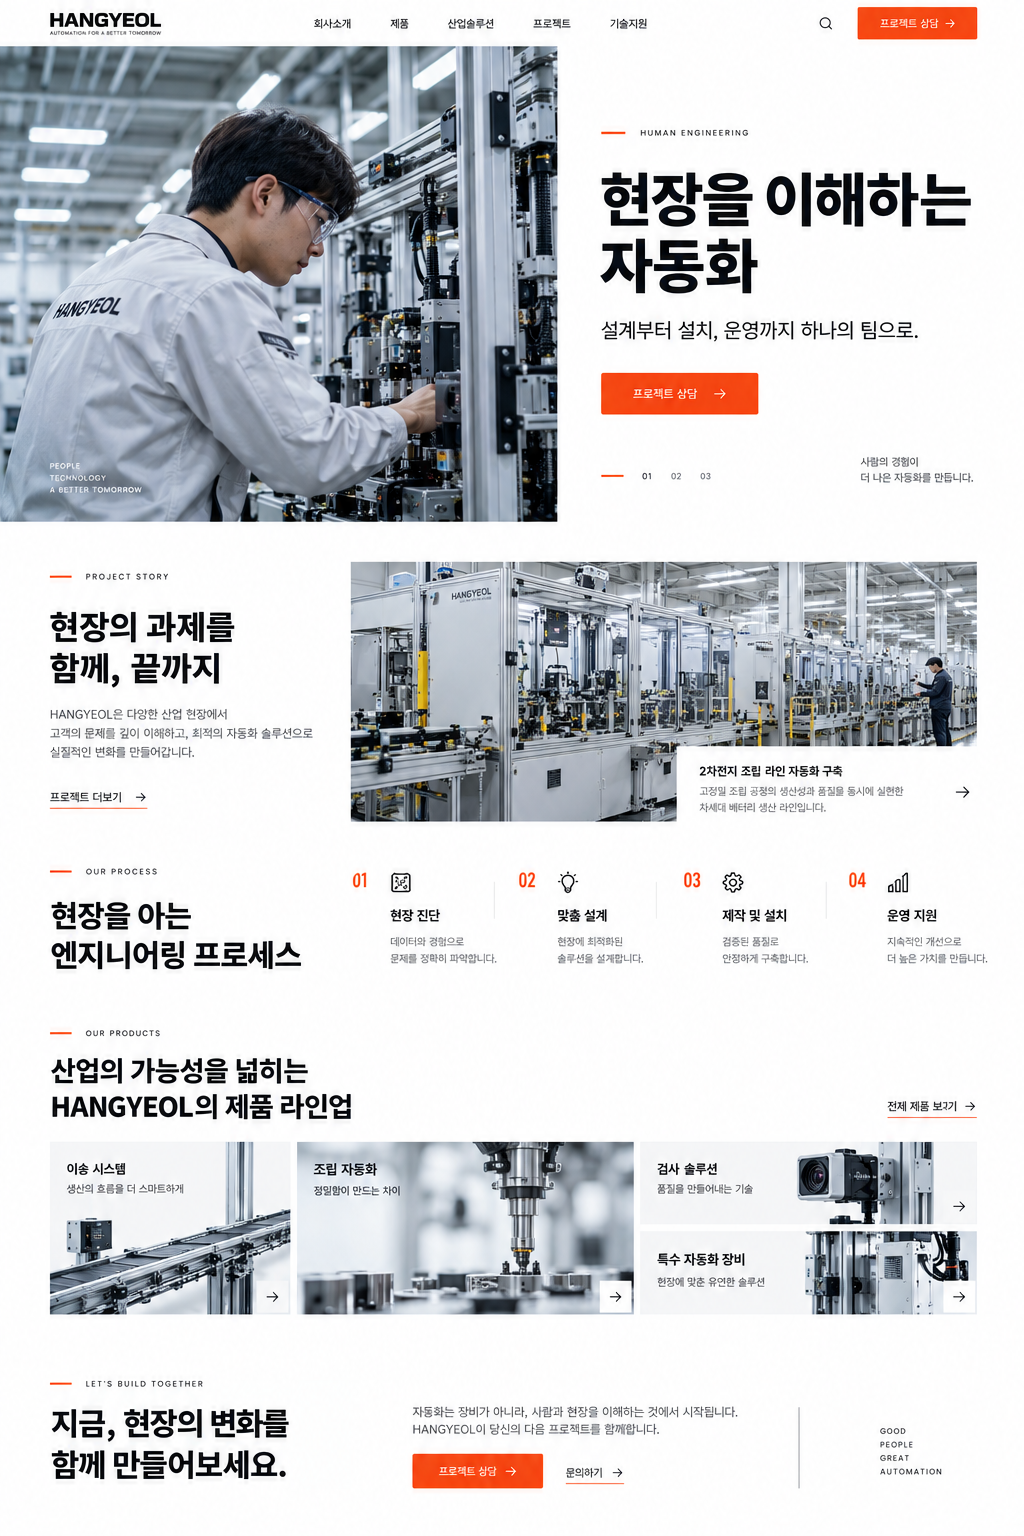 HANGYEOL
AUTOMATION FOR A BETTER TOMORROW
회사소개
제품
산업솔루션
프로젝트
기술지원
프로젝트 상담 →
HUMAN ENGINEERING
현장을 이해하는
자동화
설계부터 설치, 운영까지 하나의 팀으로.
프로젝트 상담 →
01 02 03
사람의 경험이
더 나은 자동화를 만듭니다.
HANGYEOL
PEOPLE
TECHNOLOGY
A BETTER TOMORROW
PROJECT STORY
현장의 과제를
함께, 끝까지
HANGYEOL은 다양한 산업 현장에서
고객의 문제를 깊이 이해하고, 최적의 자동화 솔루션으로
실질적인 변화를 만들어갑니다.
프로젝트 더보기 →
HANGYEOL
2차전지 조립 라인 자동화 구축
고정밀 조립 공정의 생산성과 품질을 동시에 실현한
차세대 배터리 생산 라인입니다.
OUR PROCESS
현장을 아는
엔지니어링 프로세스
01
현장 진단
데이터와 경험으로
문제를 정확히 파악합니다.
02
맞춤 설계
현장에 최적화된
솔루션을 설계합니다.
03
제작 및 설치
검증된 품질로
안정하게 구축합니다.
04
운영 지원
지속적인 개선으로
더 높은 가치를 만듭니다.
OUR PRODUCTS
산업의 가능성을 넓히는
HANGYEOL의 제품 라인업
전체 제품 보기 →
이송 시스템
생산의 흐름을 더 스마트하게
조립 자동화
정밀함이 만드는 차이
검사 솔루션
품질을 만들어내는 기술
특수 자동화 장비
현장에 맞춘 유연한 솔루션
LET'S BUILD TOGETHER
지금, 현장의 변화를
함께 만들어보세요.
자동화는 장비가 아니라, 사람과 현장을 이해하는 것에서 시작됩니다.
HANGYEOL이 당신의 다음 프로젝트를 함께합니다.
프로젝트 상담 →
문의하기 →
GOOD
PEOPLE
GREAT
AUTOMATION